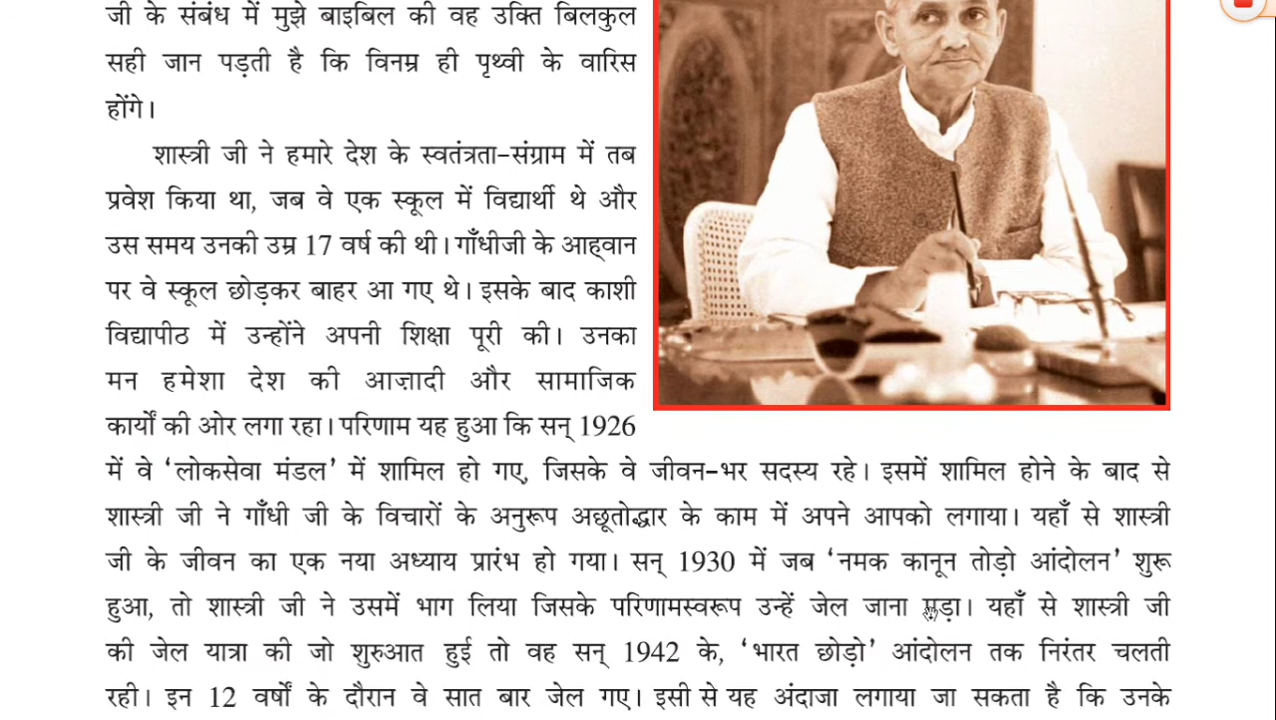 जी के संबंध में मुझे बाइबिल की वह उक्ति बिलकुल
सही जान पड़ती है कि विनम्र ही पृथ्वी के वारिस
होंगे।
शास्त्री जी ने हमारे देश के स्वतंत्रता-संग्राम में तब
प्रवेश किया था, जब वे एक स्कूल में विद्यार्थी थे और
उस समय उनकी उम्र 17 वर्ष की थी। गाँधीजी के आह्वान
पर वे स्कूल छोड़कर बाहर आ गए थे। इसके बाद काशी
विद्यापीठ में उन्होंने अपनी शिक्षा पूरी की। उनका
मन हमेशा देश की आज़ादी और सामाजिक
कार्यों की ओर लगा रहा। परिणाम यह हुआ कि सन् 1926
में वे ‘लोकसेवा मंडल’ में शामिल हो गए, जिसके वे जीवन-भर सदस्य रहे। इसमें शामिल होने के बाद से
शास्त्री जी ने गाँधी जी के विचारों के अनुरूप अछूतोद्धार के काम में अपने आपको लगाया। यहाँ से शास्त्री
जी के जीवन का एक नया अध्याय प्रारंभ हो गया। सन् 1930 में जब ‘नमक कानून तोड़ो आंदोलन’ शुरू
हुआ, तो शास्त्री जी ने उसमें भाग लिया जिसके परिणामस्वरूप उन्हें जेल जाना पड़ा। यहाँ से शास्त्री जी
की जेल यात्रा की जो शुरुआत हुई तो वह सन् 1942 के, ‘भारत छोड़ो’ आंदोलन तक निरंतर चलती
रही। इन 12 वर्षों के दौरान वे सात बार जेल गए। इसी से यह अंदाजा लगाया जा सकता है कि उनके